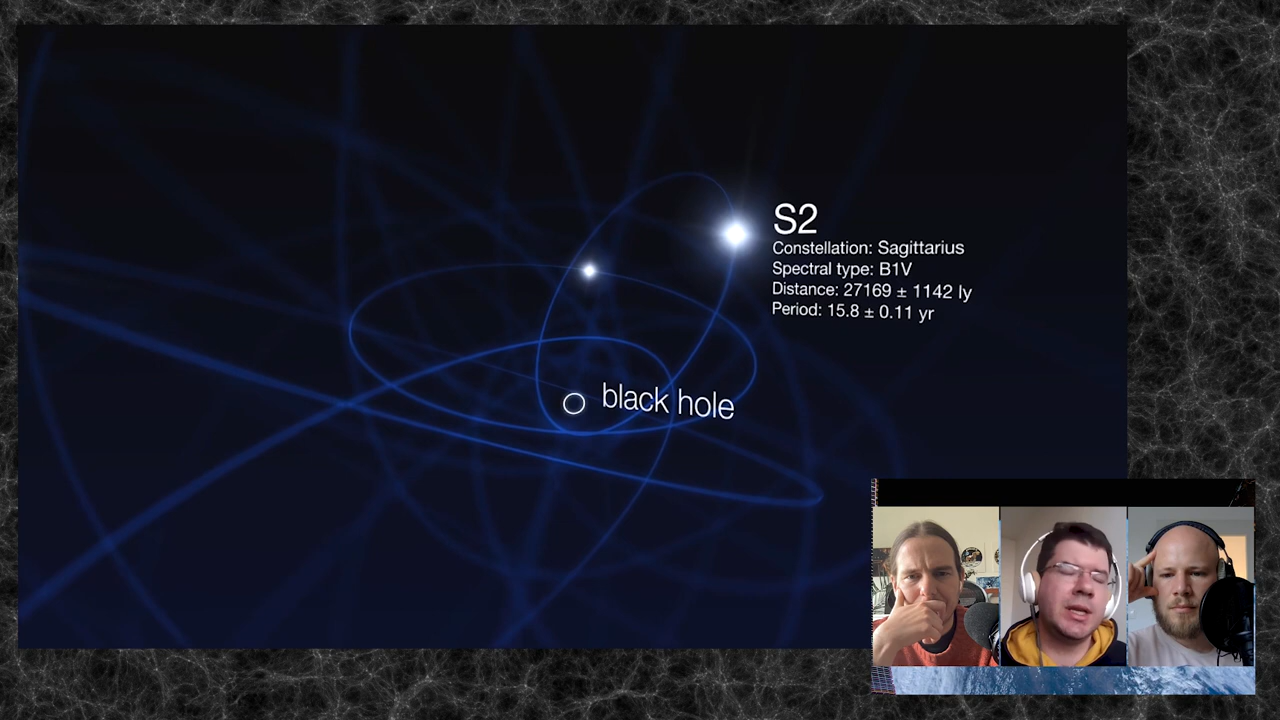 S2
Constellation: Sagittarius
Spectral type: B1V
Distance: 27169 ± 1142 ly
Period: 15.8 ± 0.11 yr
black hole